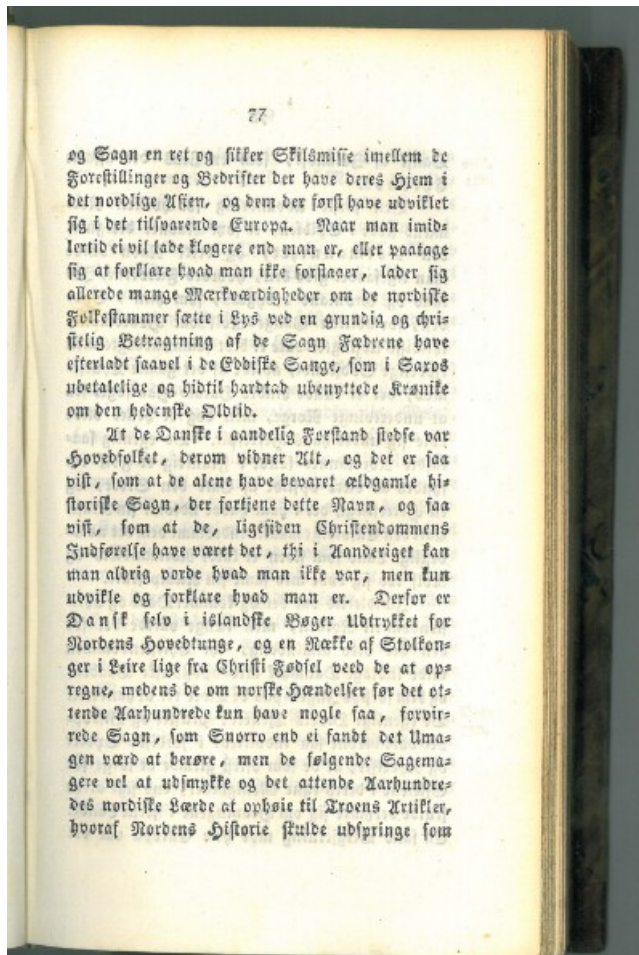 77
og Sagn en ret og sikker Skilsmisse imellem de
Forestillinger og Bedrifter der have deres Hjem i
det nordlige Asien, og dem der først have udviklet
sig i det tilsvarende Europa. Naar man imid=
lertid ei vil lade klogere end man er, eller paatage
sig at forklare hvad man ikke forstaaer, lader sig
allerede mange Mærkværdigheder om de nordiske
Folkestammer sætte i Lys ved en grundig og chri=
stelig Betragtning af de Sagn Fædrene have
efterladt saavel i de Eddiske Sange, som i Saxos
ubetalelige og hidtil hardtad ubenyttede Krønike
om den hedenske Oldtid.
At de Danske i aandelig Forstand stedse var
Hovedfolket, derom vidner Alt, og det er saa
vist, som at de alene have bevaret ældgamle hi=
storiske Sagn, der fortjene dette Navn, og saa
vist, som at de, ligesiden Christendommens
Indførelse have været det, thi i Aanderiget kan
man aldrig vorde hvad man ikke var, men kun
udvikle og forklare hvad man er. Derfor er
Dansk selv i islandske Bøger Udtrykket for
Nordens Hovedtunge, og en Række af Stolkon=
ger i Leire lige fra Christi Fødsel veed de at op=
regne, medens de om norske Hændelser før det ot=
tende Aarhundrede kun have nogle faa, forvir=
rede Sagn, som Snorro end ei fandt det Uma=
gen værd at berøre, men de følgende Sagema=
gere vel at udsmykke og det attende Aarhundre=
des nordiske Lærde at ophøie til Troens Artikler,
hvoraf Nordens Historie skulde udspringe som